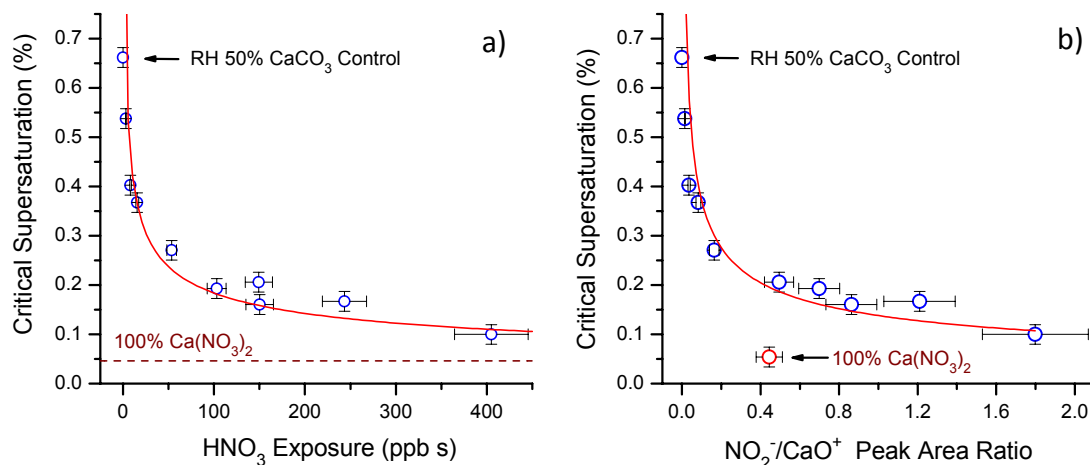 a)
RH 50% CaCO₃ Control
100% Ca(NO₃)₂
Critical Supersaturation (%)
0.7
0.6
0.5
0.4
0.3
0.2
0.1
0.0
0
100
200
300
400
HNO₃ Exposure (ppb s)
b)
RH 50% CaCO₃ Control
100% Ca(NO₃)₂
Critical Supersaturation (%)
0.7
0.6
0.5
0.4
0.3
0.2
0.1
0.0
0.0
0.4
0.8
1.2
1.6
2.0
NO₂⁻/CaO⁺ Peak Area Ratio